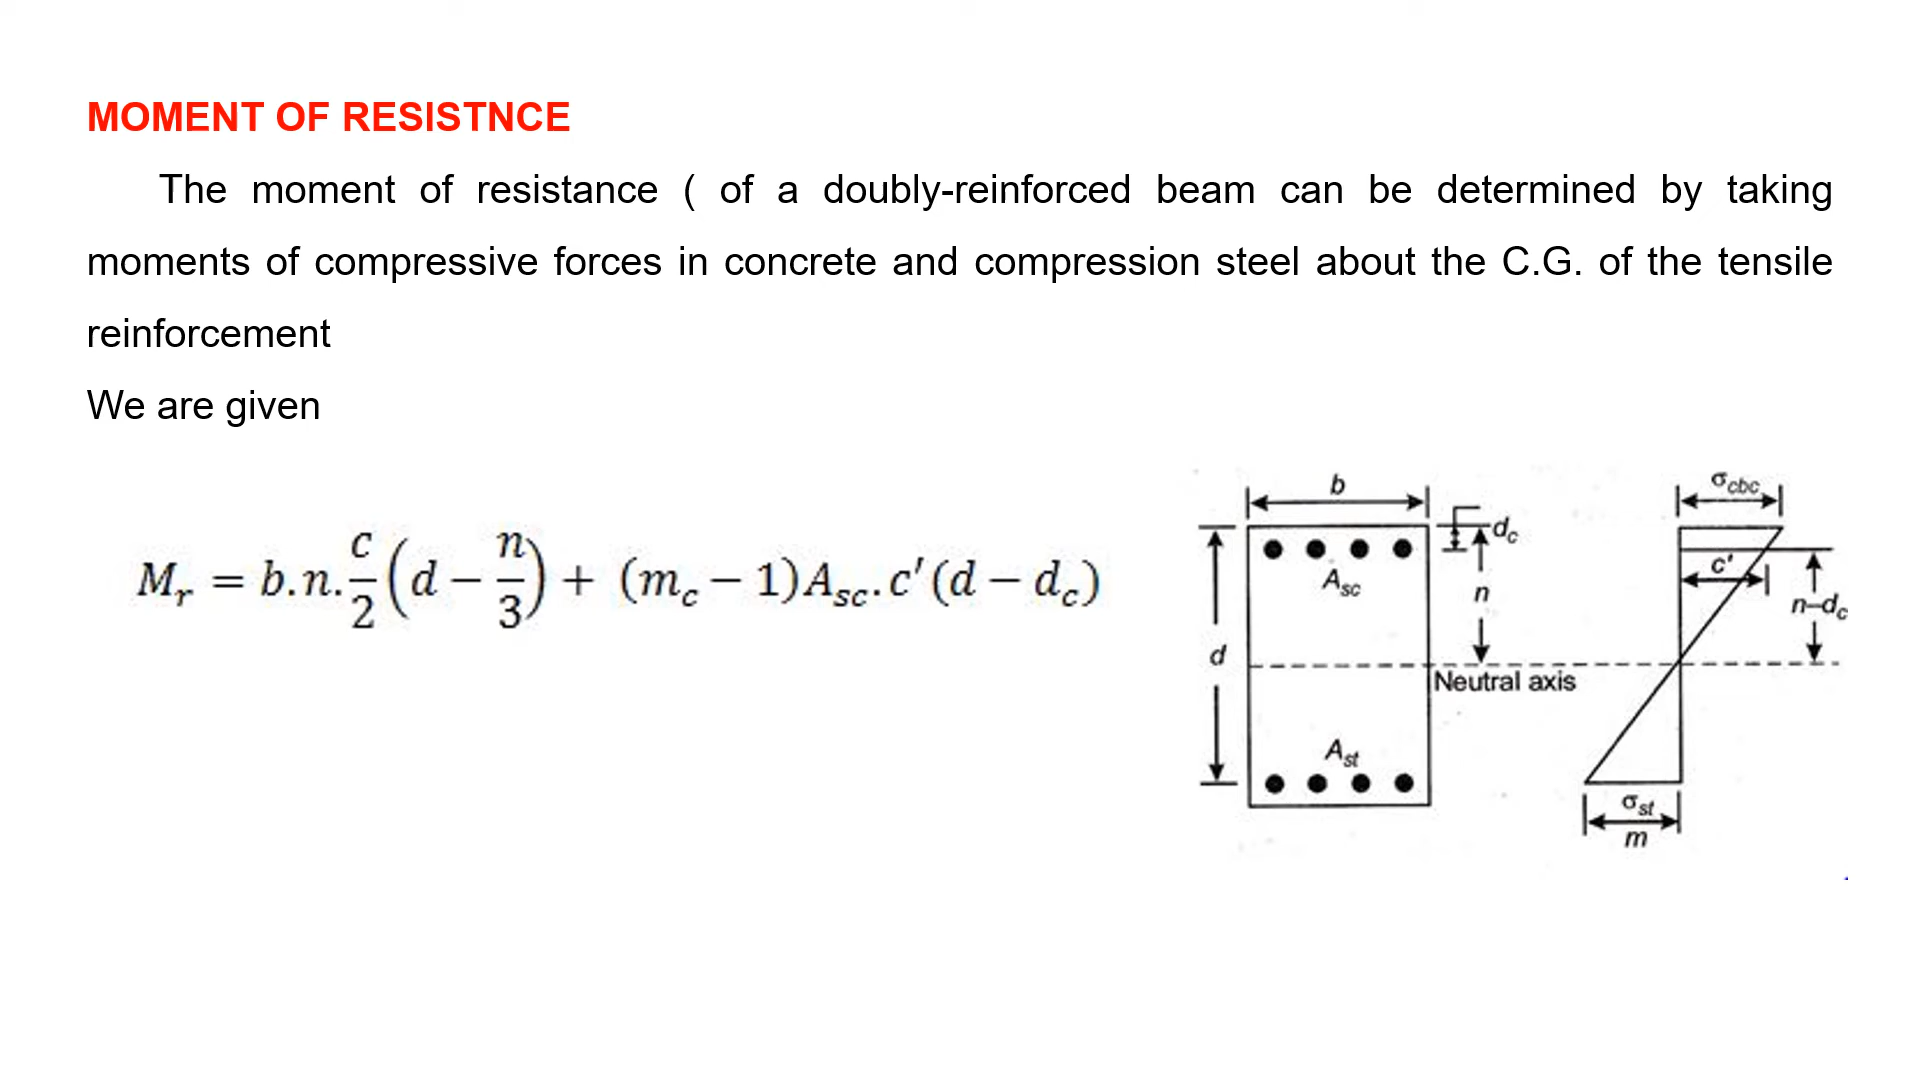 MOMENT OF RESISTNCE
The moment of resistance ( of a doubly-reinforced beam can be determined by taking
moments of compressive forces in concrete and compression steel about the C.G. of the tensile
reinforcement
We are given
M_r = b.n.c/2(d − n/3) + (m_c − 1)A_sc.c'(d − d_c)
b
d_c
A_sc
n
d
Neutral axis
A_st
σ_cbc
c'
n–d_c
σ_st
m